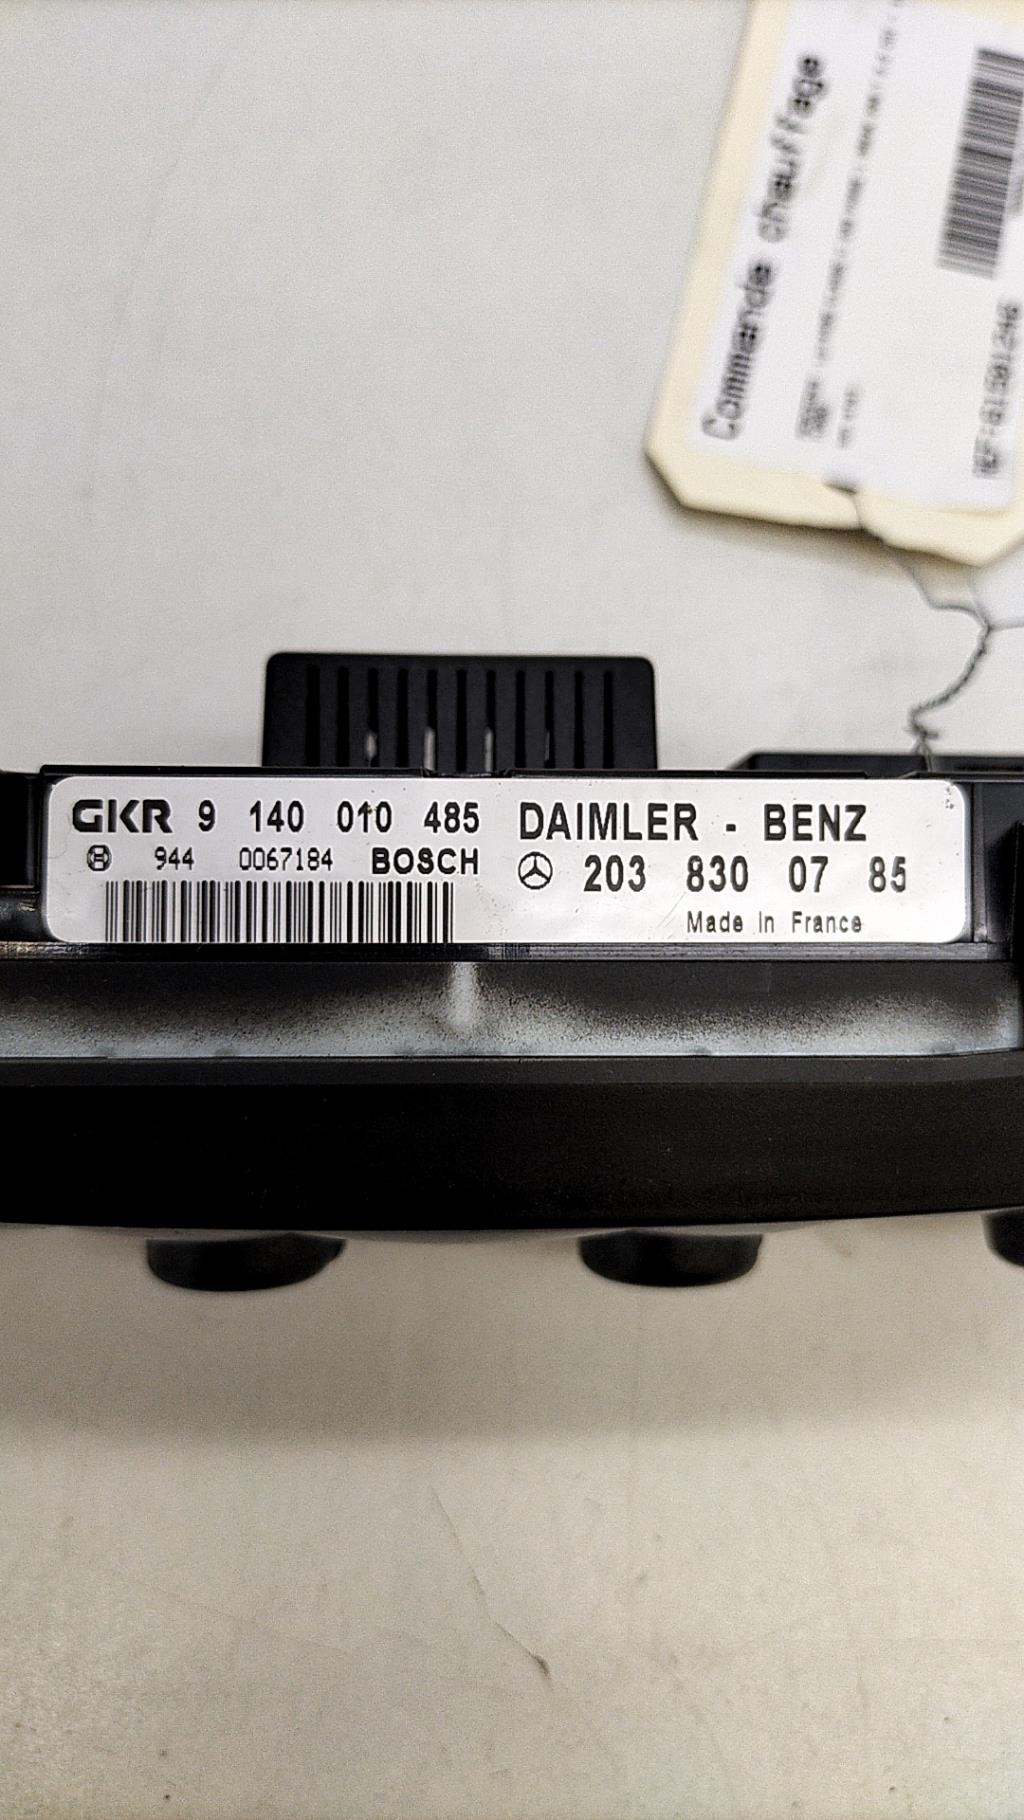 Commande chauffage
GKR 9 140 010 485
944 0067184 BOSCH
DAIMLER - BENZ
203 830 07 85
Made In France